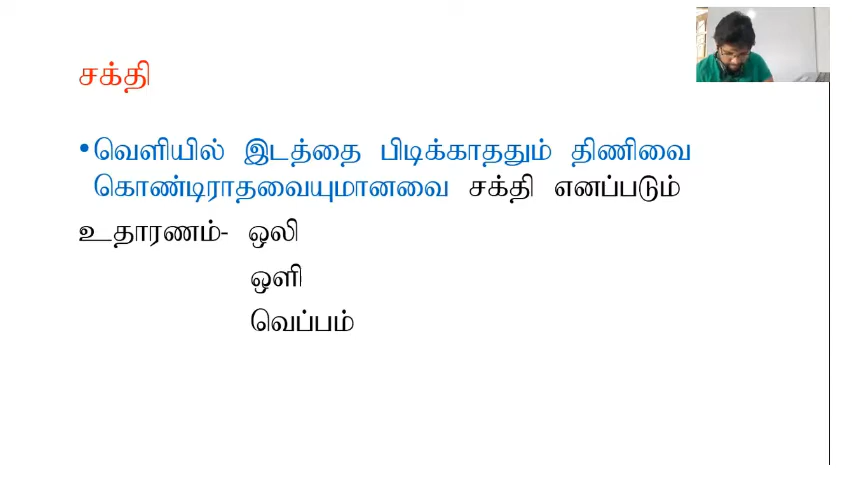 சக்தி
•வெளியில் இடத்தை பிடிக்காததும் திணிவை
கொண்டிராதவையுமானவை சக்தி எனப்படும்
உதாரணம்- ஒலி
ஒளி
வெப்பம்